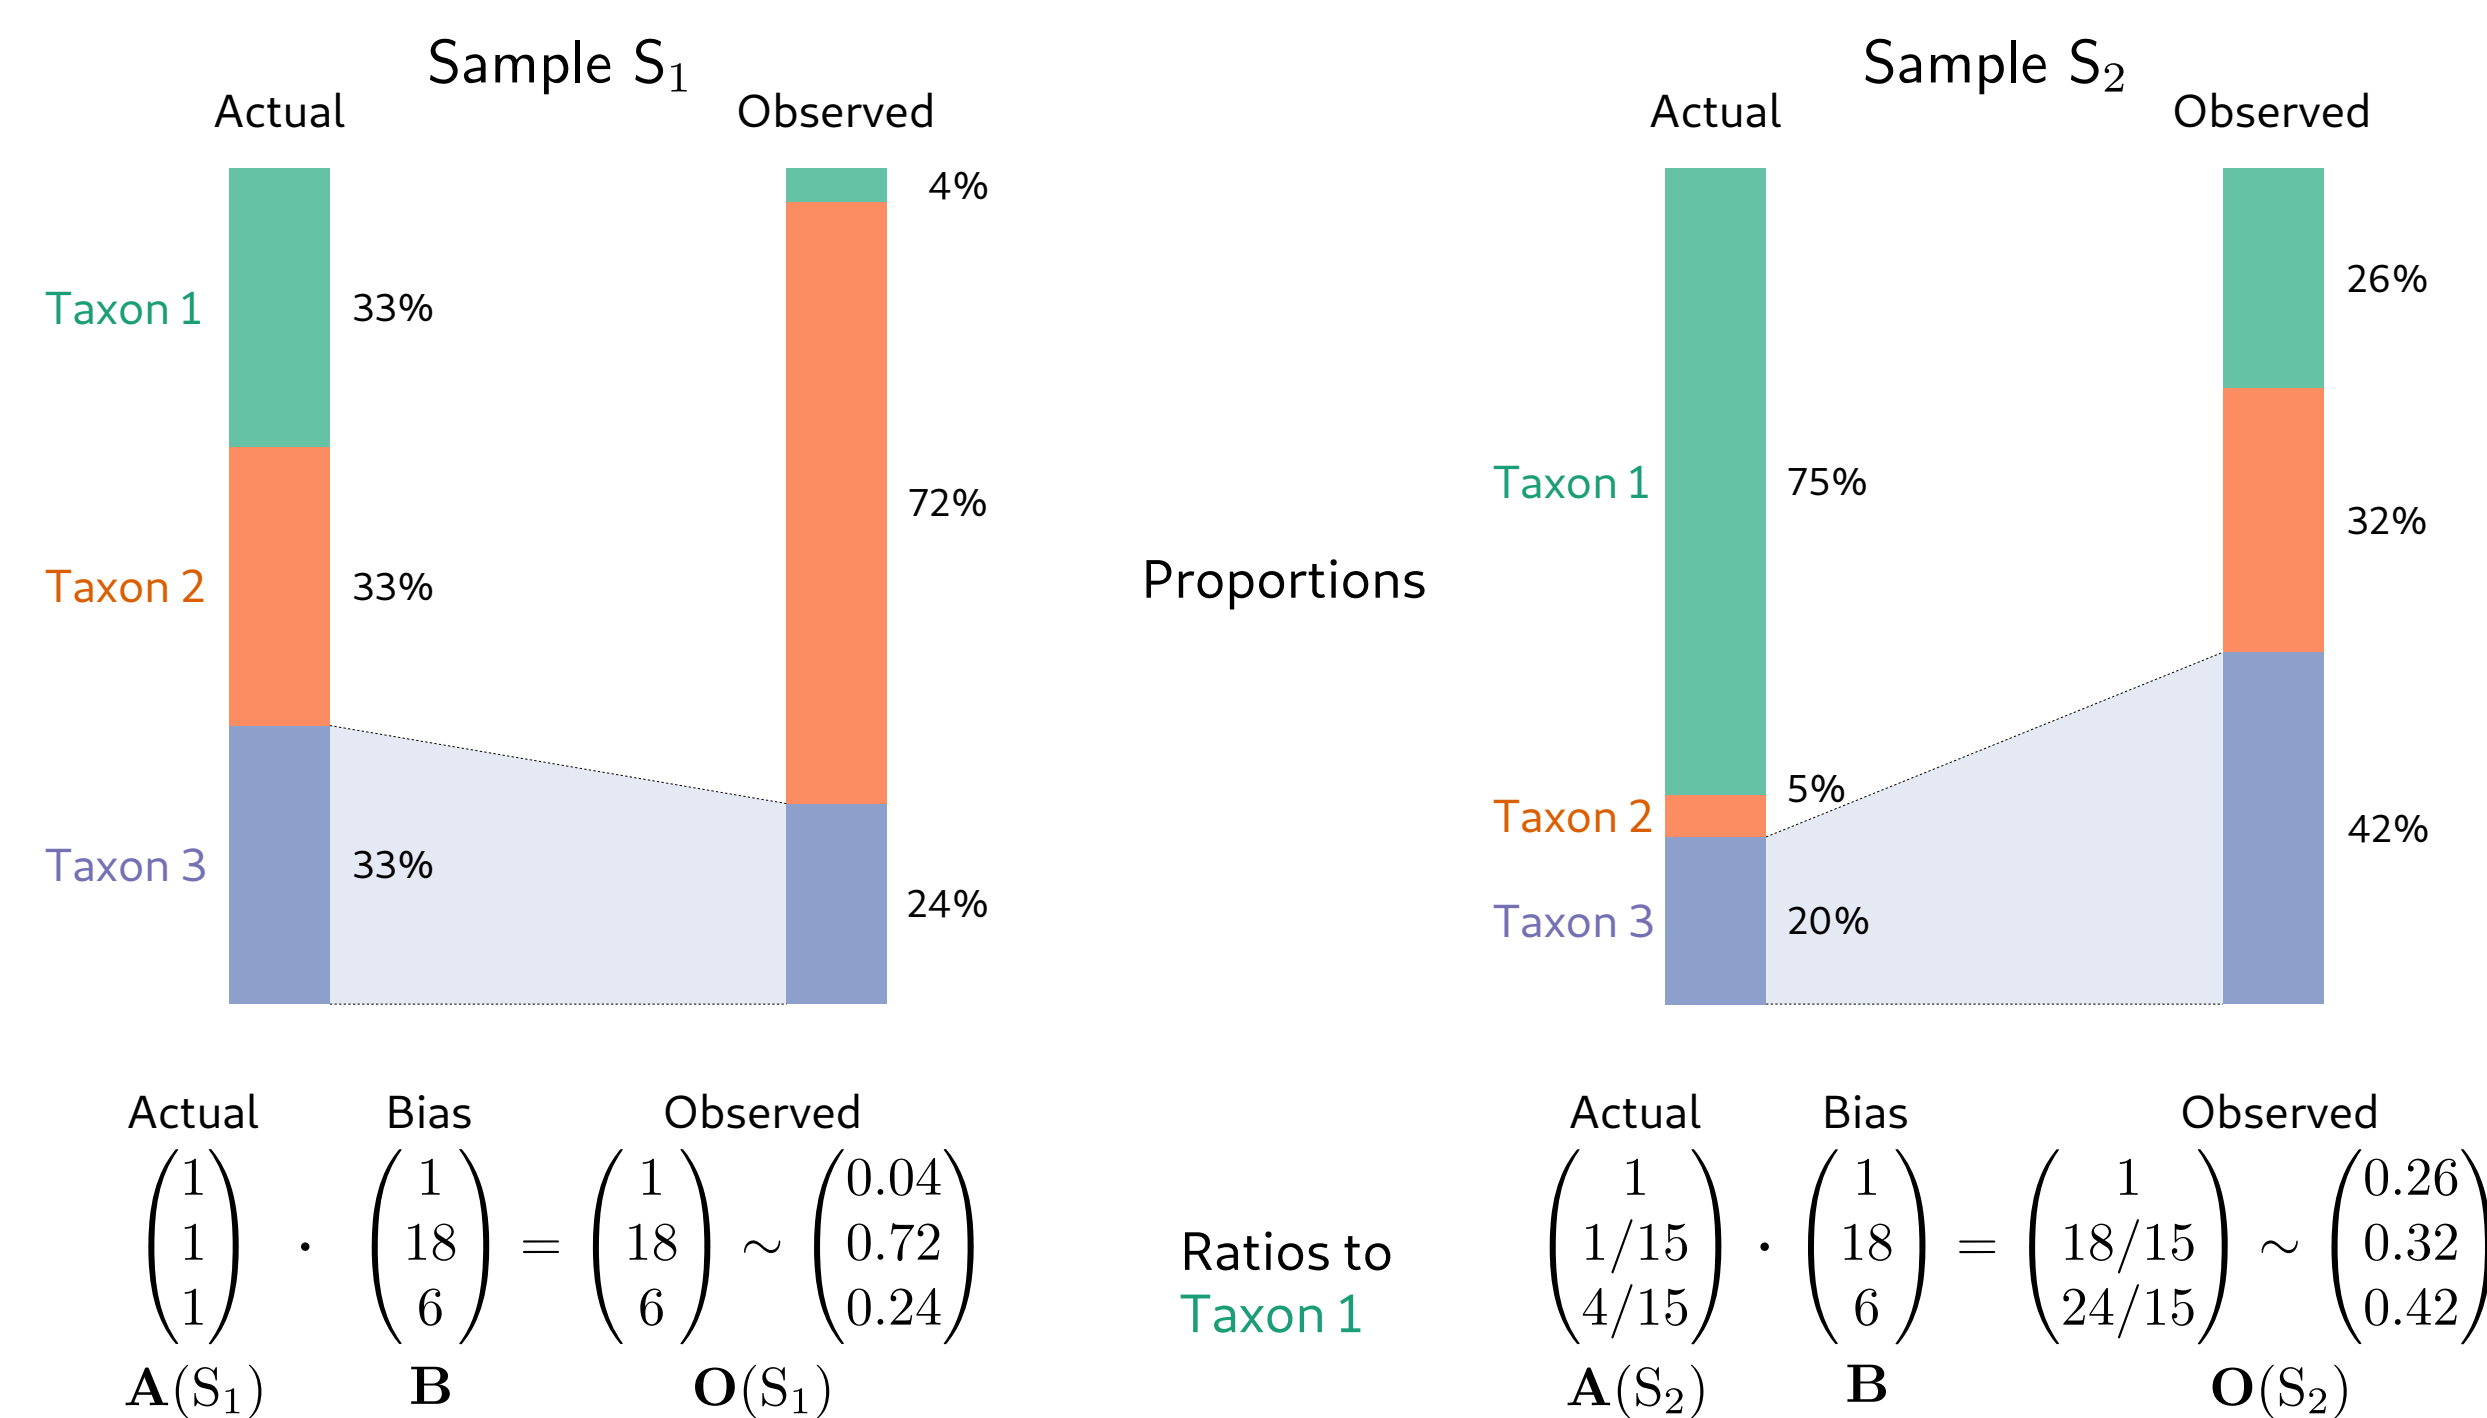 Sample S₁
Actual
Observed
4%
Taxon 1
33%
72%
Taxon 2
33%
Taxon 3
33%
24%
Proportions
Sample S₂
Actual
Observed
26%
Taxon 1
75%
32%
5%
Taxon 2
42%
Taxon 3
20%
Actual Bias Observed
(1 1 1) · (1 18 6) = (1 18 6) ∼ (0.04 0.72 0.24)
A(S₁) B O(S₁)
Ratios to
Taxon 1
Actual Bias Observed
(1 1/15 4/15) · (1 18 6) = (1 18/15 24/15) ∼ (0.26 0.32 0.42)
A(S₂) B O(S₂)